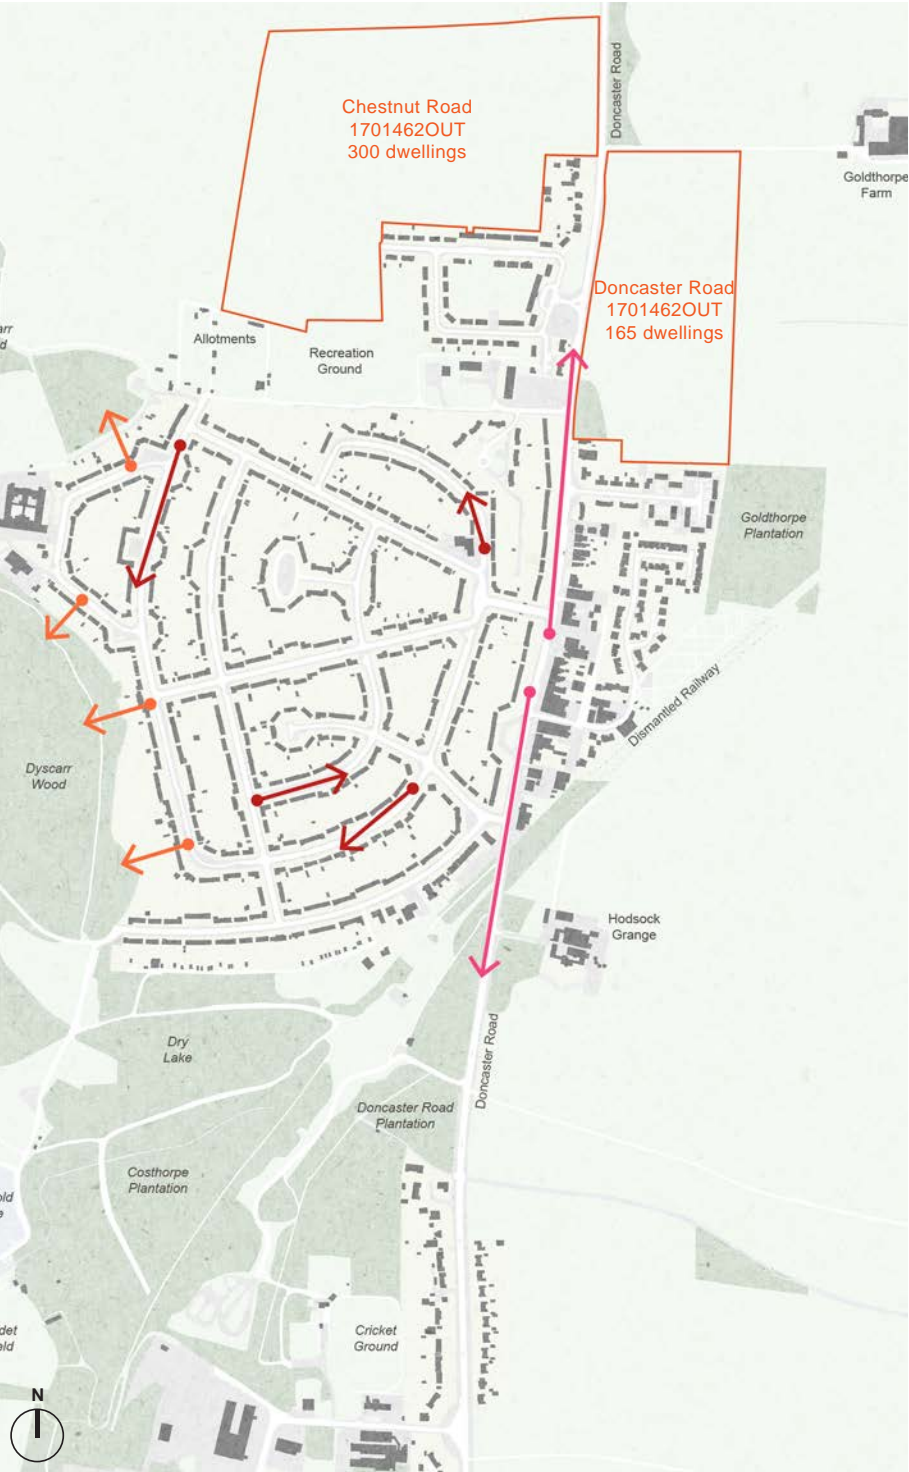 Doncaster Road
Chestnut Road
1701462OUT
300 dwellings
Goldthorpe
Farm
Doncaster Road
1701462OUT
165 dwellings
Allotments
Recreation
Ground
Goldthorpe
Plantation
Dismantled Railway
Dyscarr
Wood
Hodsock
Grange
Doncaster Road
Dry
Lake
Doncaster Road
Plantation
Costhorpe
Plantation
Cricket
Ground
N